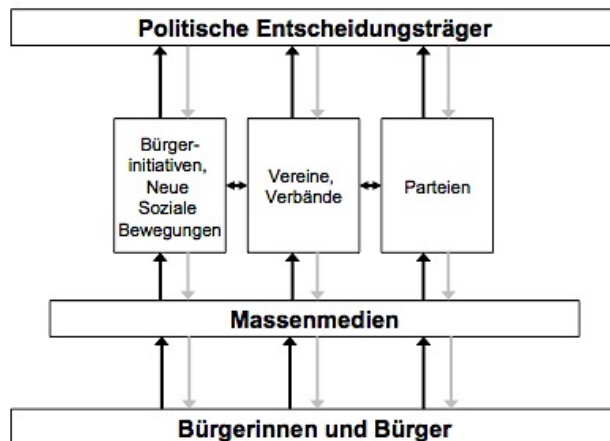 Politische Entscheidungsträger
Bürger-
initiativen,
Neue
Soziale
Bewegungen
Vereine,
Verbände
Parteien
Massenmedien
Bürgerinnen und Bürger